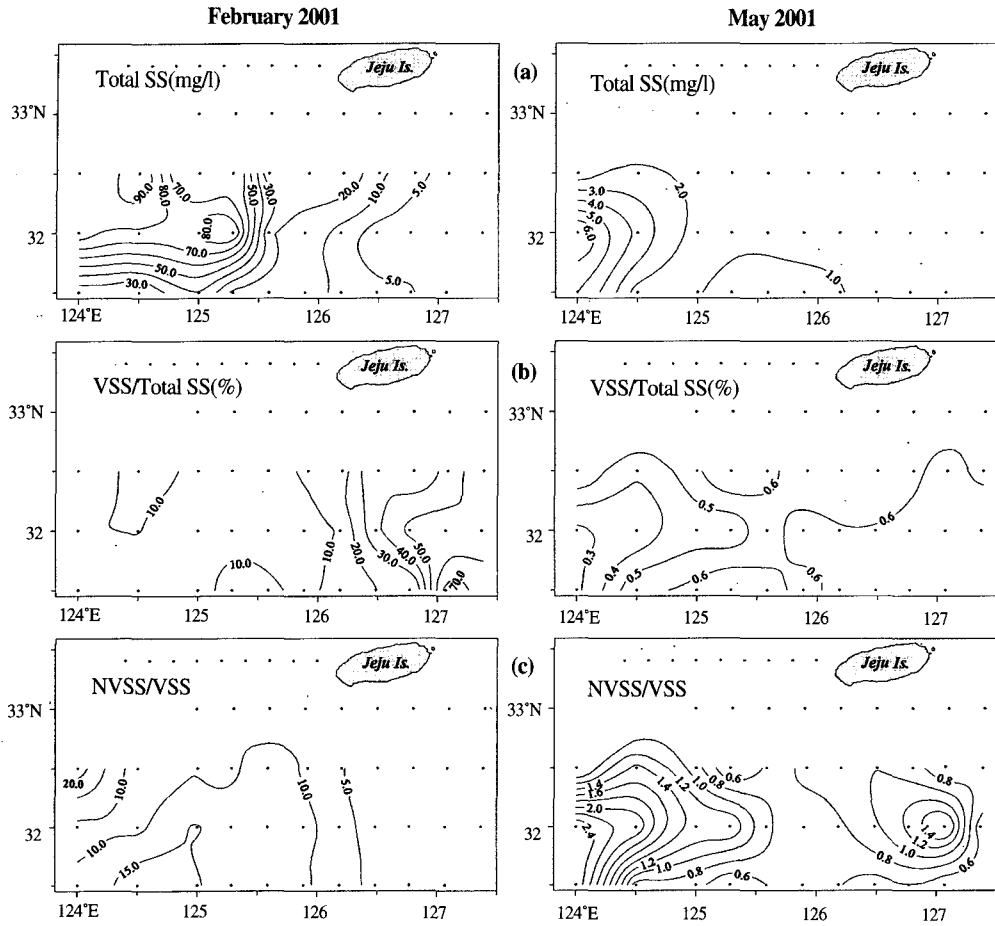 February 2001
May 2001
(a)
Total SS(mg/l)
Jeju Is.
33°N
32
90.0
80.0
70.0
50.0
30.0
20.0
10.0
5.0
80.0
70.0
50.0
30.0
5.0
124°E 125 126 127
Total SS(mg/l)
Jeju Is.
33°N
32
2.0
3.0
4.0
5.0
6.0
1.0
124°E 125 126 127
(b)
VSS/Total SS(%)
Jeju Is.
33°N
32
10.0
10.0
10.0
20.0
30.0
40.0
50.0
70.0
124°E 125 126 127
VSS/Total SS(%)
Jeju Is.
33°N
32
0.6
0.5
0.6
0.3
0.4
0.5
0.6
0.6
124°E 125 126 127
(c)
NVSS/VSS
Jeju Is.
33°N
32
20.0
10.0
10.0
15.0
10.0
5.0
124°E 125 126 127
NVSS/VSS
Jeju Is.
33°N
32
1.4
1.6
2.0
2.4
1.4
1.2
1.0
0.8
0.6
1.2
1.0
0.8
0.6
0.8
1.4
1.2
1.0
0.8
0.6
124°E 125 126 127